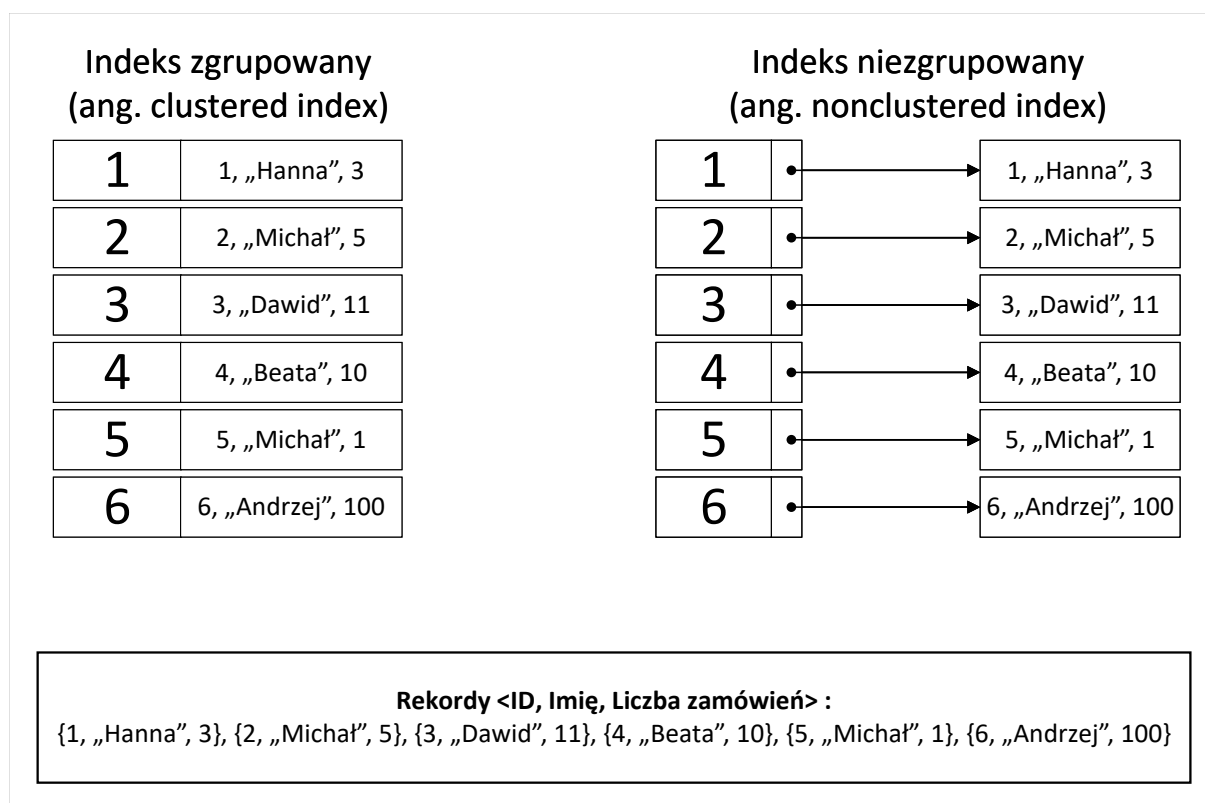 Indeks zgrupowany
(ang. clustered index)
1
1, „Hanna”, 3
2
2, „Michał”, 5
3
3, „Dawid”, 11
4
4, „Beata”, 10
5
5, „Michał”, 1
6
6, „Andrzej”, 100
Indeks niezgrupowany
(ang. nonclustered index)
1
1, „Hanna”, 3
2
2, „Michał”, 5
3
3, „Dawid”, 11
4
4, „Beata”, 10
5
5, „Michał”, 1
6
6, „Andrzej”, 100
Rekordy <ID, Imię, Liczba zamówień> :
{1, „Hanna”, 3}, {2, „Michał”, 5}, {3, „Dawid”, 11}, {4, „Beata”, 10}, {5, „Michał”, 1}, {6, „Andrzej”, 100}